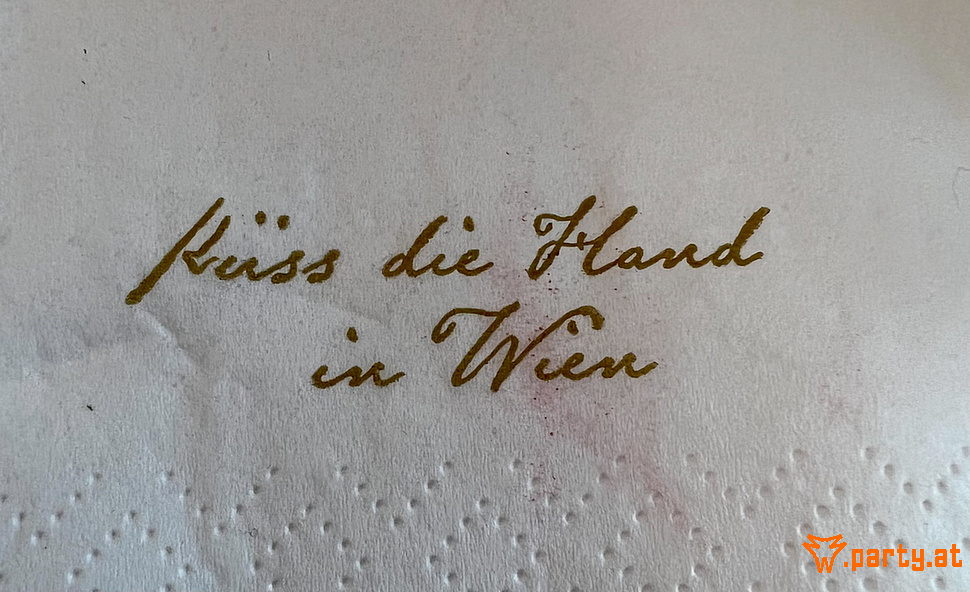 Küss die Hand
in Wien
.party.at